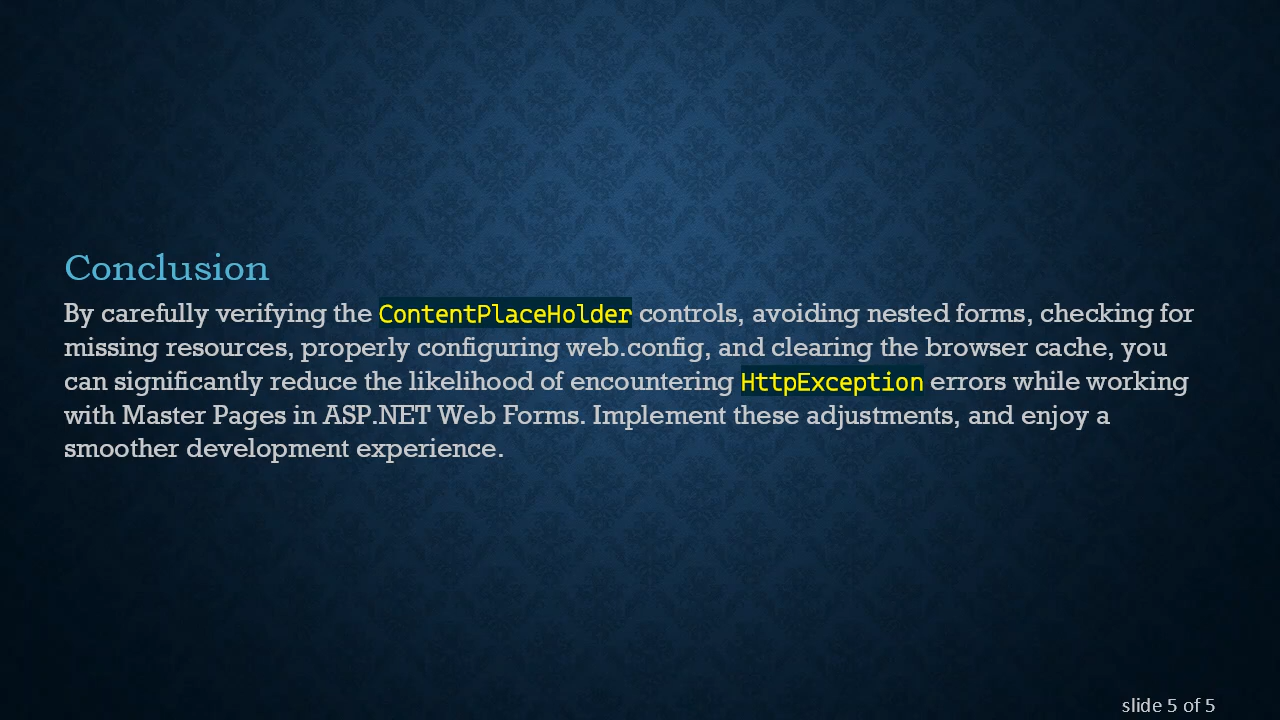 Conclusion
By carefully verifying the ContentPlaceHolder controls, avoiding nested forms, checking for
missing resources, properly configuring web.config, and clearing the browser cache, you
can significantly reduce the likelihood of encountering HttpException errors while working
with Master Pages in ASP.NET Web Forms. Implement these adjustments, and enjoy a
smoother development experience.
slide 5 of 5